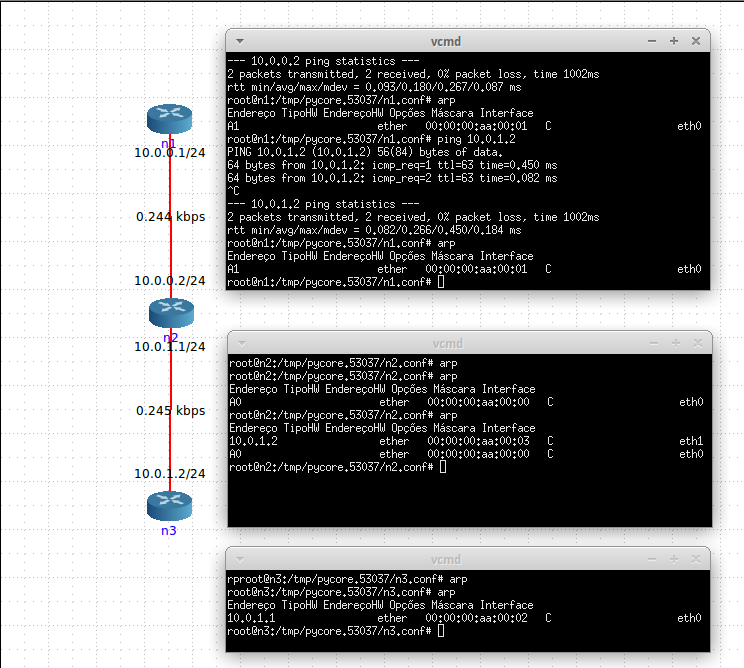 n1
10.0.0.1/24
0.244 kbps
10.0.0.2/24
n2
10.0.1.1/24
0.245 kbps
10.0.1.2/24
n3
vcmd
--- 10.0.0.2 ping statistics ---
2 packets transmitted, 2 received, 0% packet loss, time 1002ms
rtt min/avg/max/mdev = 0.093/0.180/0.267/0.087 ms
root@n1:/tmp/pycore.53037/n1.conf# arp
Endereço TipoHW EndereçoHW Opções Máscara Interface
A1 ether 00:00:00:aa:00:01 C eth0
root@n1:/tmp/pycore.53037/n1.conf# ping 10.0.1.2
PING 10.0.1.2 (10.0.1.2) 56(84) bytes of data.
64 bytes from 10.0.1.2: icmp_req=1 ttl=63 time=0.450 ms
64 bytes from 10.0.1.2: icmp_req=2 ttl=63 time=0.082 ms
^C
--- 10.0.1.2 ping statistics ---
2 packets transmitted, 2 received, 0% packet loss, time 1002ms
rtt min/avg/max/mdev = 0.082/0.266/0.450/0.184 ms
root@n1:/tmp/pycore.53037/n1.conf# arp
Endereço TipoHW EndereçoHW Opções Máscara Interface
A1 ether 00:00:00:aa:00:01 C eth0
root@n1:/tmp/pycore.53037/n1.conf#
vcmd
root@n2:/tmp/pycore.53037/n2.conf# arp
root@n2:/tmp/pycore.53037/n2.conf# arp
Endereço TipoHW EndereçoHW Opções Máscara Interface
A0 ether 00:00:00:aa:00:00 C eth0
root@n2:/tmp/pycore.53037/n2.conf# arp
Endereço TipoHW EndereçoHW Opções Máscara Interface
10.0.1.2 ether 00:00:00:aa:00:03 C eth1
A0 ether 00:00:00:aa:00:00 C eth0
root@n2:/tmp/pycore.53037/n2.conf#
vcmd
rproot@n3:/tmp/pycore.53037/n3.conf# arp
root@n3:/tmp/pycore.53037/n3.conf# arp
Endereço TipoHW EndereçoHW Opções Máscara Interface
10.0.1.1 ether 00:00:00:aa:00:02 C eth0
root@n3:/tmp/pycore.53037/n3.conf#